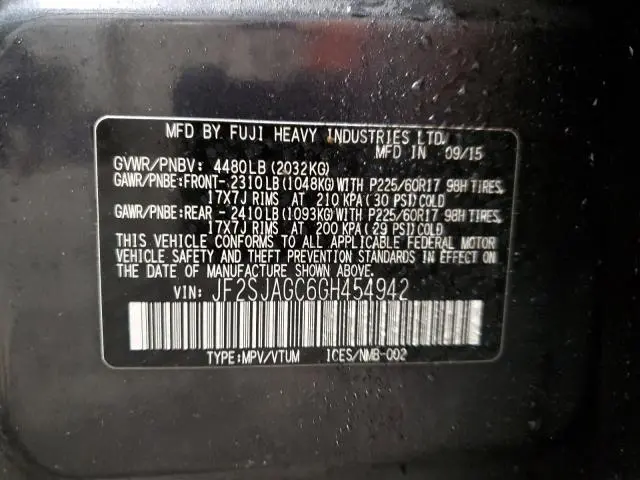 MFD BY FUJI HEAVY INDUSTRIES LTD.
MFD IN 09/15
GVWR/PNBV: 4480LB(2032KG)
GAWR/PNBE:FRONT-2310LB(1048KG)WITH P225/60R17 98H TIRES,
17X7J RIMS AT 210 KPA(30 PSI)COLD
GAWR/PNBE:REAR -2410LB(1093KG)WITH P225/60R17 98H TIRES,
17X7J RIMS AT 200 KPA(29 PSI)COLD
THIS VEHICLE CONFORMS TO ALL APPLICABLE FEDERAL MOTOR
VEHICLE SAFETY AND THEFT PREVENTION STANDARDS IN EFFECT
ON THE DATE OF MANUFACTURE SHOWN ABOVE.
VIN: JF2SJAGC6GH454942
TYPE:MPV/VTUM ICES/NMB-002